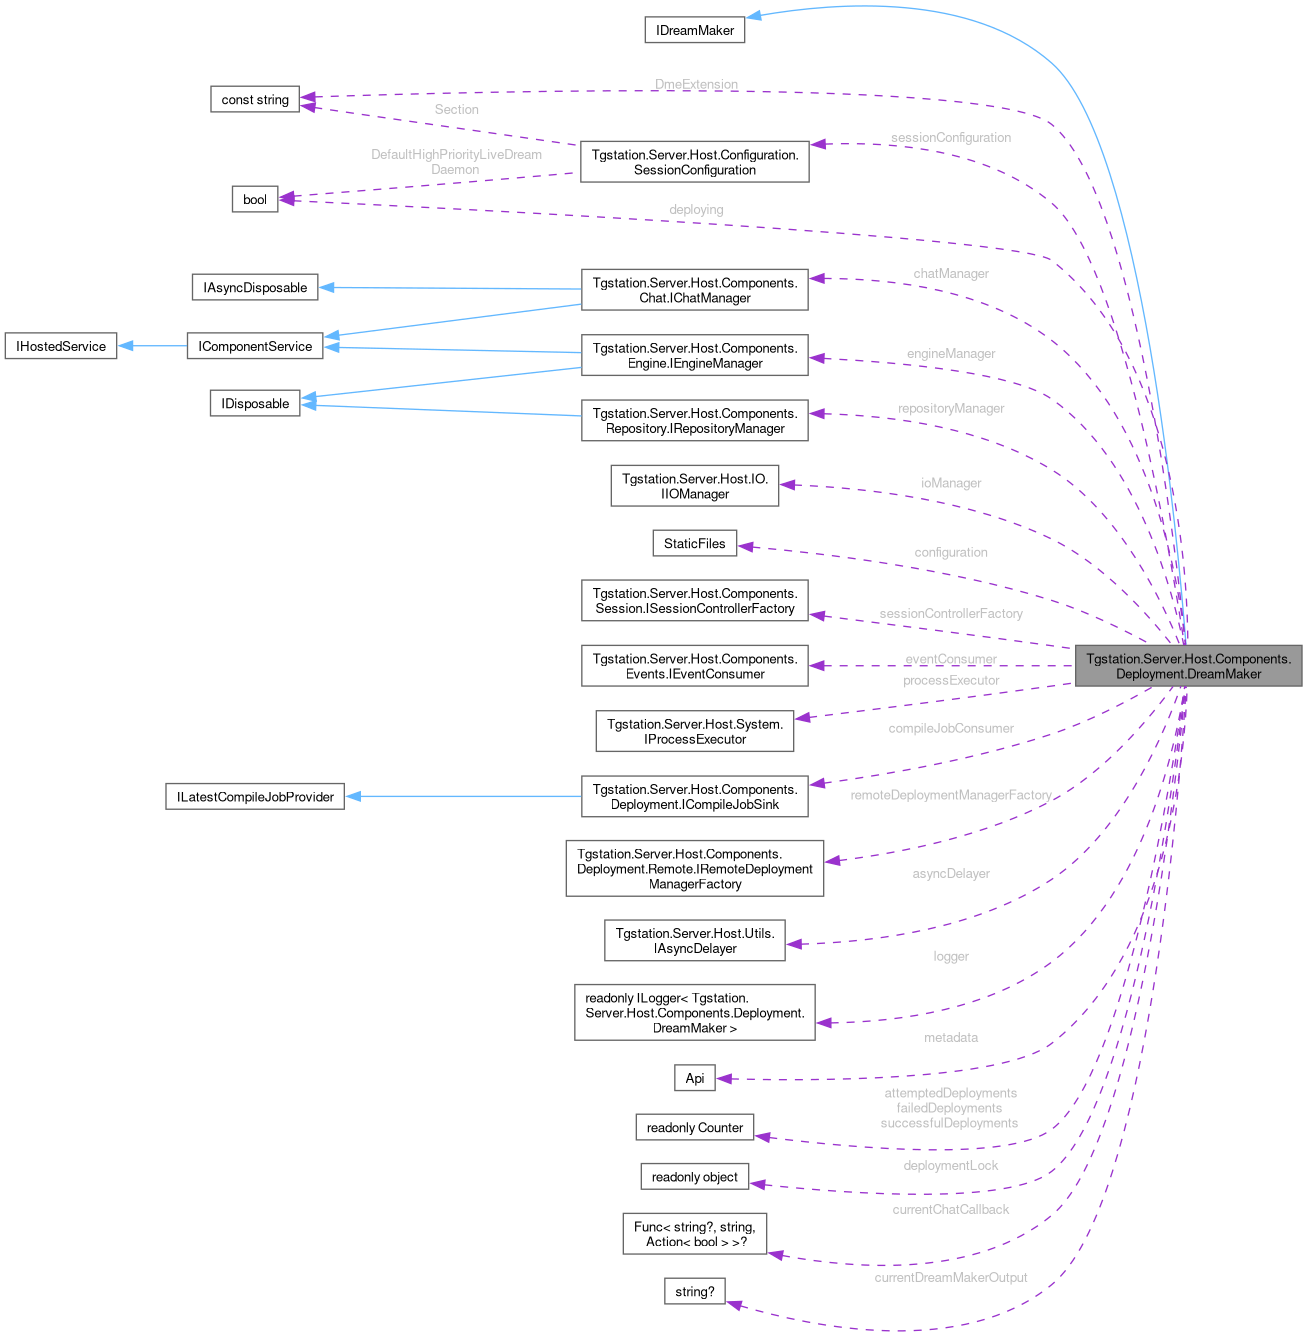 IDreamMaker
DmeExtension
const string
Section
sessionConfiguration
Tgstation.Server.Host.Configuration.
SessionConfiguration
DefaultHighPriorityLiveDream
Daemon
bool
deploying
chatManager
IAsyncDisposable
Tgstation.Server.Host.Components.
Chat.IChatManager
IHostedService
IComponentService
Tgstation.Server.Host.Components.
Engine.IEngineManager
engineManager
IDisposable
Tgstation.Server.Host.Components.
Repository.IRepositoryManager
repositoryManager
Tgstation.Server.Host.IO.
IIOManager
ioManager
StaticFiles
configuration
Tgstation.Server.Host.Components.
Session.ISessionControllerFactory
sessionControllerFactory
Tgstation.Server.Host.Components.
Events.IEventConsumer
eventConsumer
Tgstation.Server.Host.Components.
Deployment.DreamMaker
processExecutor
Tgstation.Server.Host.System.
IProcessExecutor
compileJobConsumer
ILatestCompileJobProvider
Tgstation.Server.Host.Components.
Deployment.ICompileJobSink
remoteDeploymentManagerFactory
Tgstation.Server.Host.Components.
Deployment.Remote.IRemoteDeployment
ManagerFactory
asyncDelayer
Tgstation.Server.Host.Utils.
IAsyncDelayer
logger
readonly ILogger< Tgstation.
Server.Host.Components.Deployment.
DreamMaker >
metadata
Api
attemptedDeployments
failedDeployments
successfulDeployments
readonly Counter
deploymentLock
readonly object
currentChatCallback
Func< string?, string,
Action< bool > >?
currentDreamMakerOutput
string?